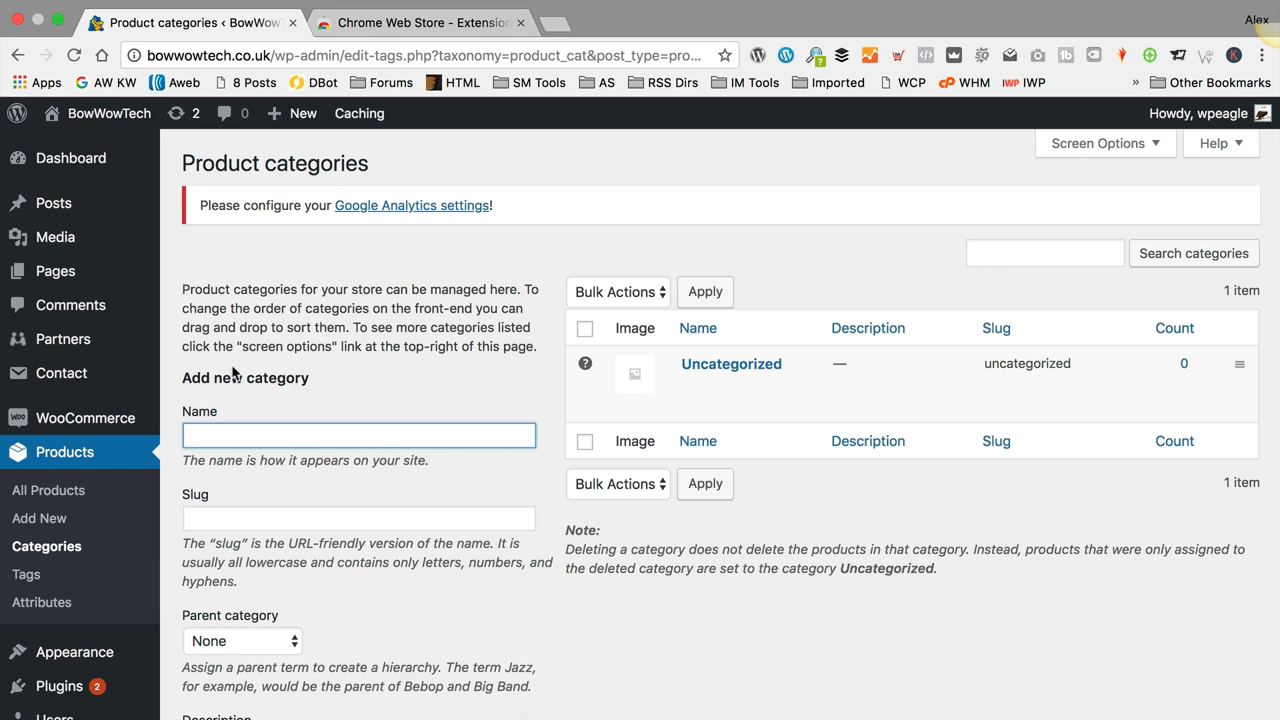 Product categories ‹ BowWowT
Chrome Web Store - Extension
Alex
bowwowtech.co.uk/wp-admin/edit-tags.php?taxonomy=product_cat&post_type=pro...
Apps
AW KW
Aweb
8 Posts
DBot
Forums
HTML
SM Tools
AS
RSS Dirs
IM Tools
Imported
WCP
cP WHM
IWP IWP
»
Other Bookmarks
BowWowTech
2
0
New
Caching
Howdy, wpeagle
Dashboard
Posts
Media
Pages
Comments
Partners
Contact
WOO WooCommerce
Products
All Products
Add New
Categories
Tags
Attributes
Appearance
Plugins 2
Screen Options
Help
Product categories
Please configure your Google Analytics settings!
Search categories
Product categories for your store can be managed here. To
change the order of categories on the front-end you can
drag and drop to sort them. To see more categories listed
click the "screen options" link at the top-right of this page.
Add new category
Name
The name is how it appears on your site.
Slug
The “slug” is the URL-friendly version of the name. It is
usually all lowercase and contains only letters, numbers, and
hyphens.
Parent category
None
Assign a parent term to create a hierarchy. The term Jazz,
for example, would be the parent of Bebop and Big Band.
Description
Bulk Actions
Apply
1 item
Image Name Description Slug Count
Uncategorized — uncategorized 0
Image Name Description Slug Count
Bulk Actions
Apply
1 item
Note:
Deleting a category does not delete the products in that category. Instead, products that were only assigned to
the deleted category are set to the category Uncategorized.